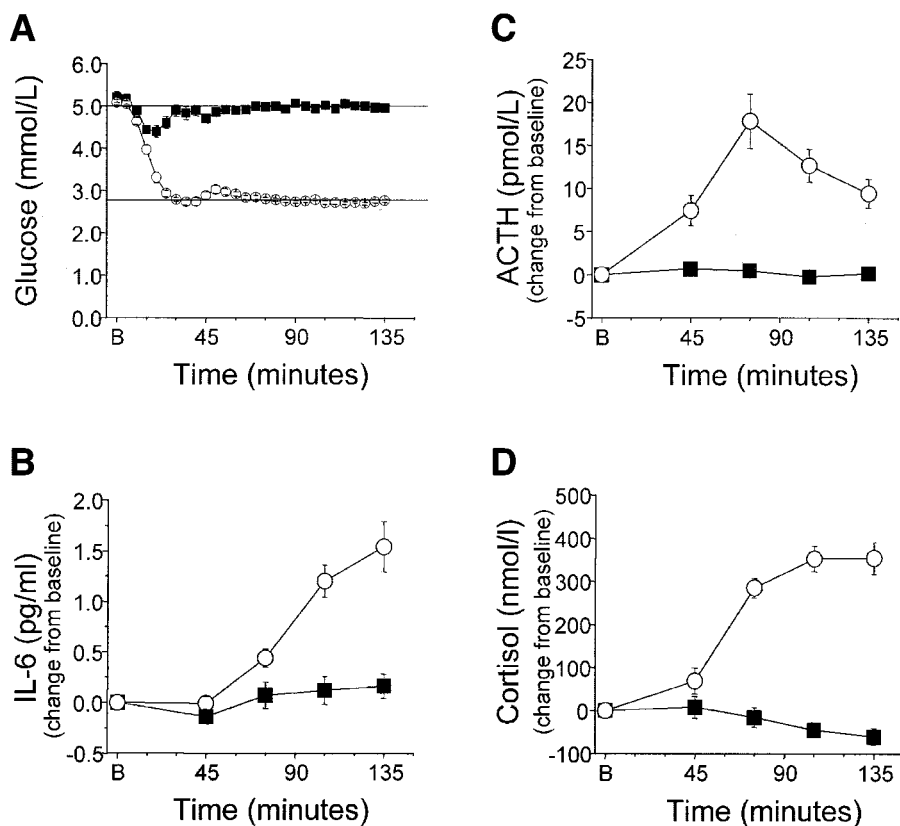 A
Glucose (mmol/L)
6.0
5.0
4.0
3.0
2.0
1.0
0.0
B 45 90 135
Time (minutes)
C
ACTH (pmol/L)
(change from baseline)
25
20
15
10
5
0
-5
B 45 90 135
Time (minutes)
B
IL-6 (pg/ml)
(change from baseline)
2.0
1.5
1.0
0.5
0.0
-0.5
B 45 90 135
Time (minutes)
D
Cortisol (nmol/l)
(change from baseline)
500
400
300
200
100
0
-100
B 45 90 135
Time (minutes)